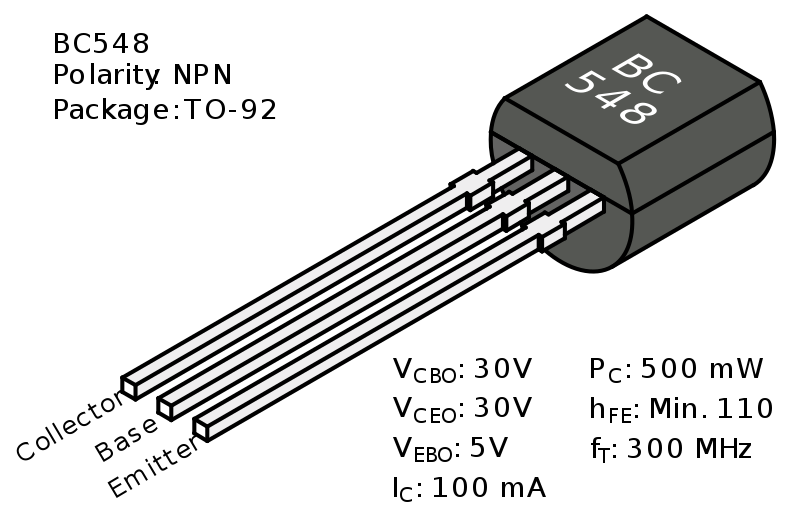 BC548
Polarity: NPN
Package: TO-92
BC
548
Collector
Base
Emitter
VCBO: 30V
VCEO: 30V
VEBO: 5V
IC: 100 mA
PC: 500 mW
hFE: Min. 110
fT: 300 MHz